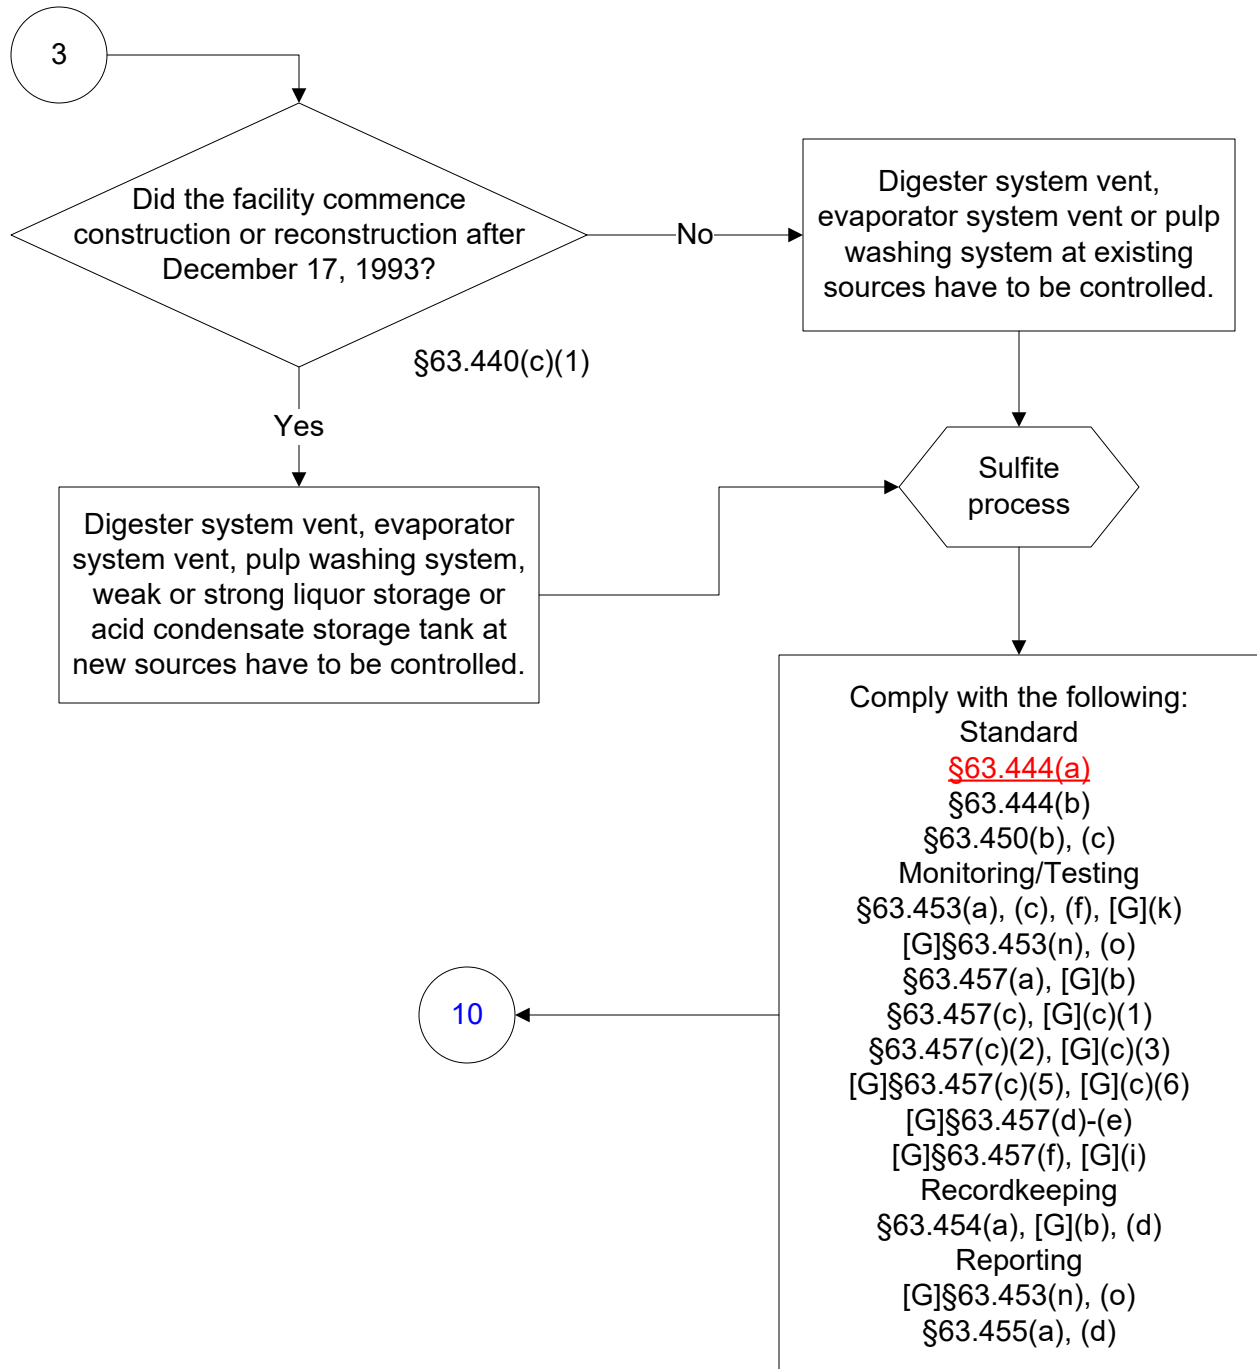 3
Did the facility commence
construction or reconstruction after
December 17, 1993?
No
Digester system vent,
evaporator system vent or pulp
washing system at existing
sources have to be controlled.
§63.440(c)(1)
Yes
Digester system vent, evaporator
system vent, pulp washing system,
weak or strong liquor storage or
acid condensate storage tank at
new sources have to be controlled.
Sulfite
process
Comply with the following:
Standard
§63.444(a)
§63.444(b)
§63.450(b), (c)
Monitoring/Testing
§63.453(a), (c), (f), [G](k)
[G]§63.453(n), (o)
§63.457(a), [G](b)
§63.457(c), [G](c)(1)
§63.457(c)(2), [G](c)(3)
[G]§63.457(c)(5), [G](c)(6)
[G]§63.457(d)-(e)
[G]§63.457(f), [G](i)
Recordkeeping
§63.454(a), [G](b), (d)
Reporting
[G]§63.453(n), (o)
§63.455(a), (d)
10